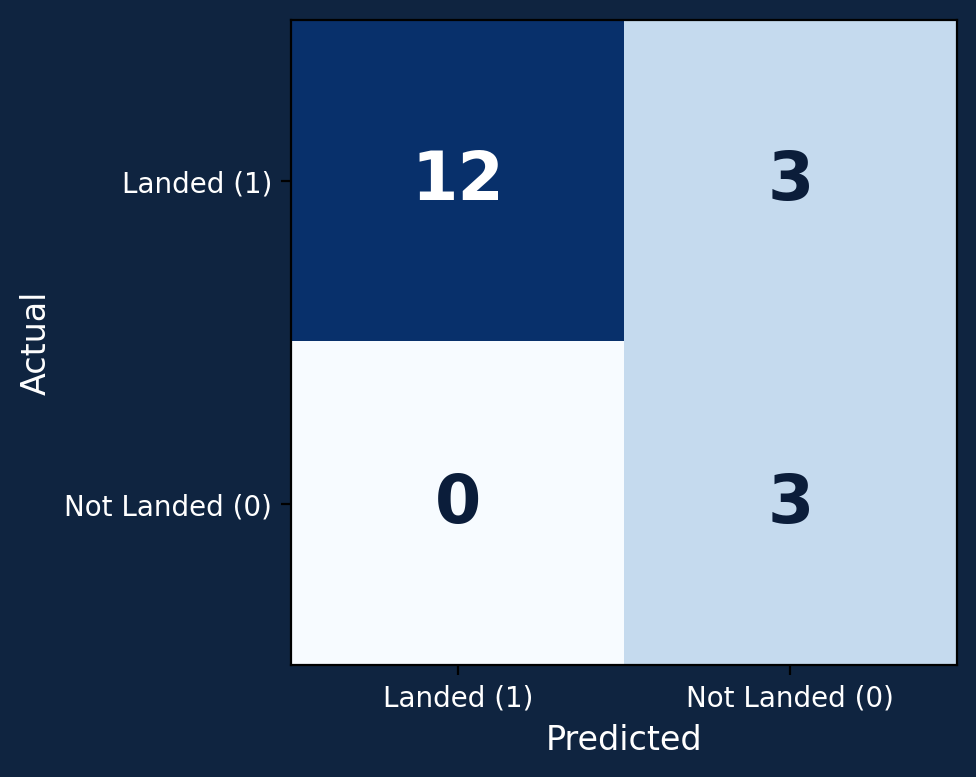 12 3
Landed (1)
Actual
0 3
Not Landed (0)
Landed (1) Not Landed (0)
Predicted